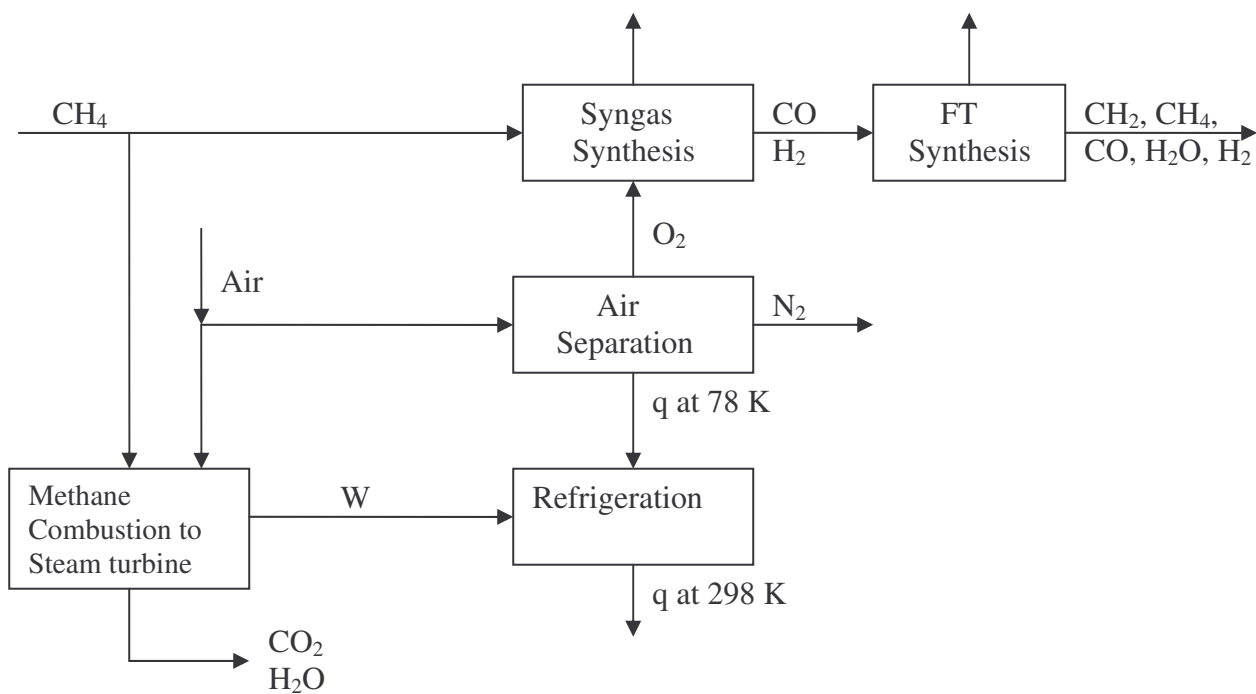 CH₄
Syngas
Synthesis
CO
H₂
FT
Synthesis
CH₂, CH₄,
CO, H₂O, H₂
O₂
Air
Air
Separation
N₂
q at 78 K
Methane
Combustion to
Steam turbine
W
Refrigeration
q at 298 K
CO₂
H₂O